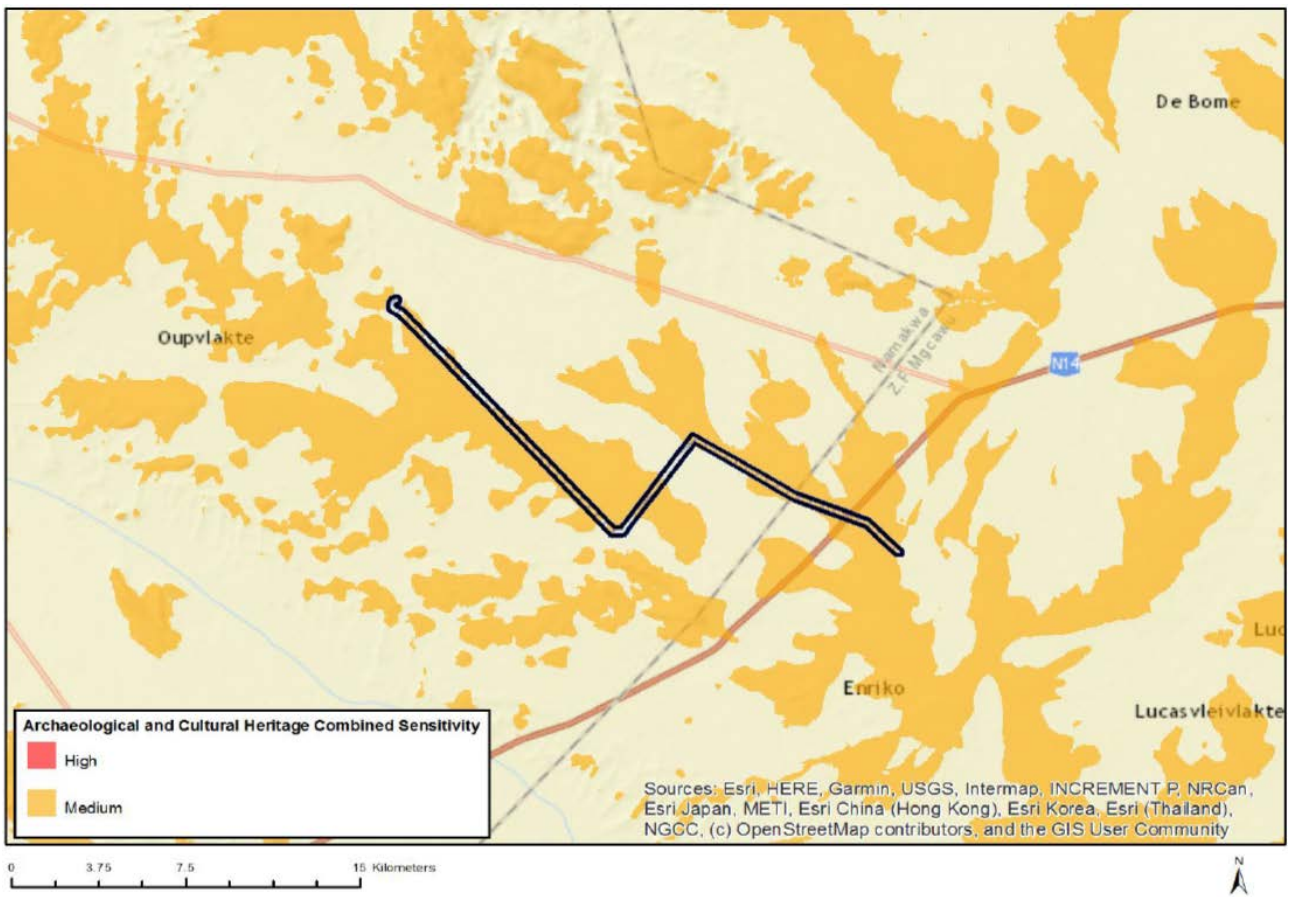 De Bome
Oupvlakte
Namakwa
Z.F. Mgcawu
N14
Enriko
Luc
Lucasvleivlakte
Archaeological and Cultural Heritage Combined Sensitivity
High
Medium
Sources: Esri, HERE, Garmin, USGS, Intermap, INCREMENT P, NRCan,
Esri Japan, METI, Esri China (Hong Kong), Esri Korea, Esri (Thailand),
NGCC, (c) OpenStreetMap contributors, and the GIS User Community
0 3.75 7.5 15 Kilometers
N